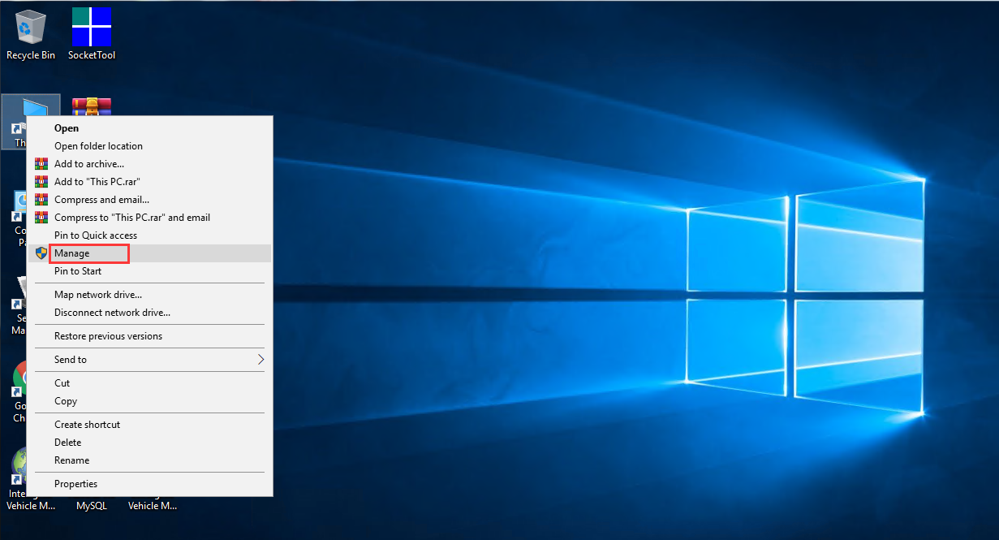 Recycle Bin
SocketTool
Th
Open
Open folder location
Add to archive...
Add to "This PC.rar"
Compress and email...
Compress to "This PC.rar" and email
Pin to Quick access
Manage
Pin to Start
Map network drive...
Disconnect network drive...
Restore previous versions
Send to
Cut
Copy
Create shortcut
Delete
Rename
Properties
Co
Pa
Se
Ma
Go
Ch
Inte
Vehicle M...
MySQL
Vehicle M...